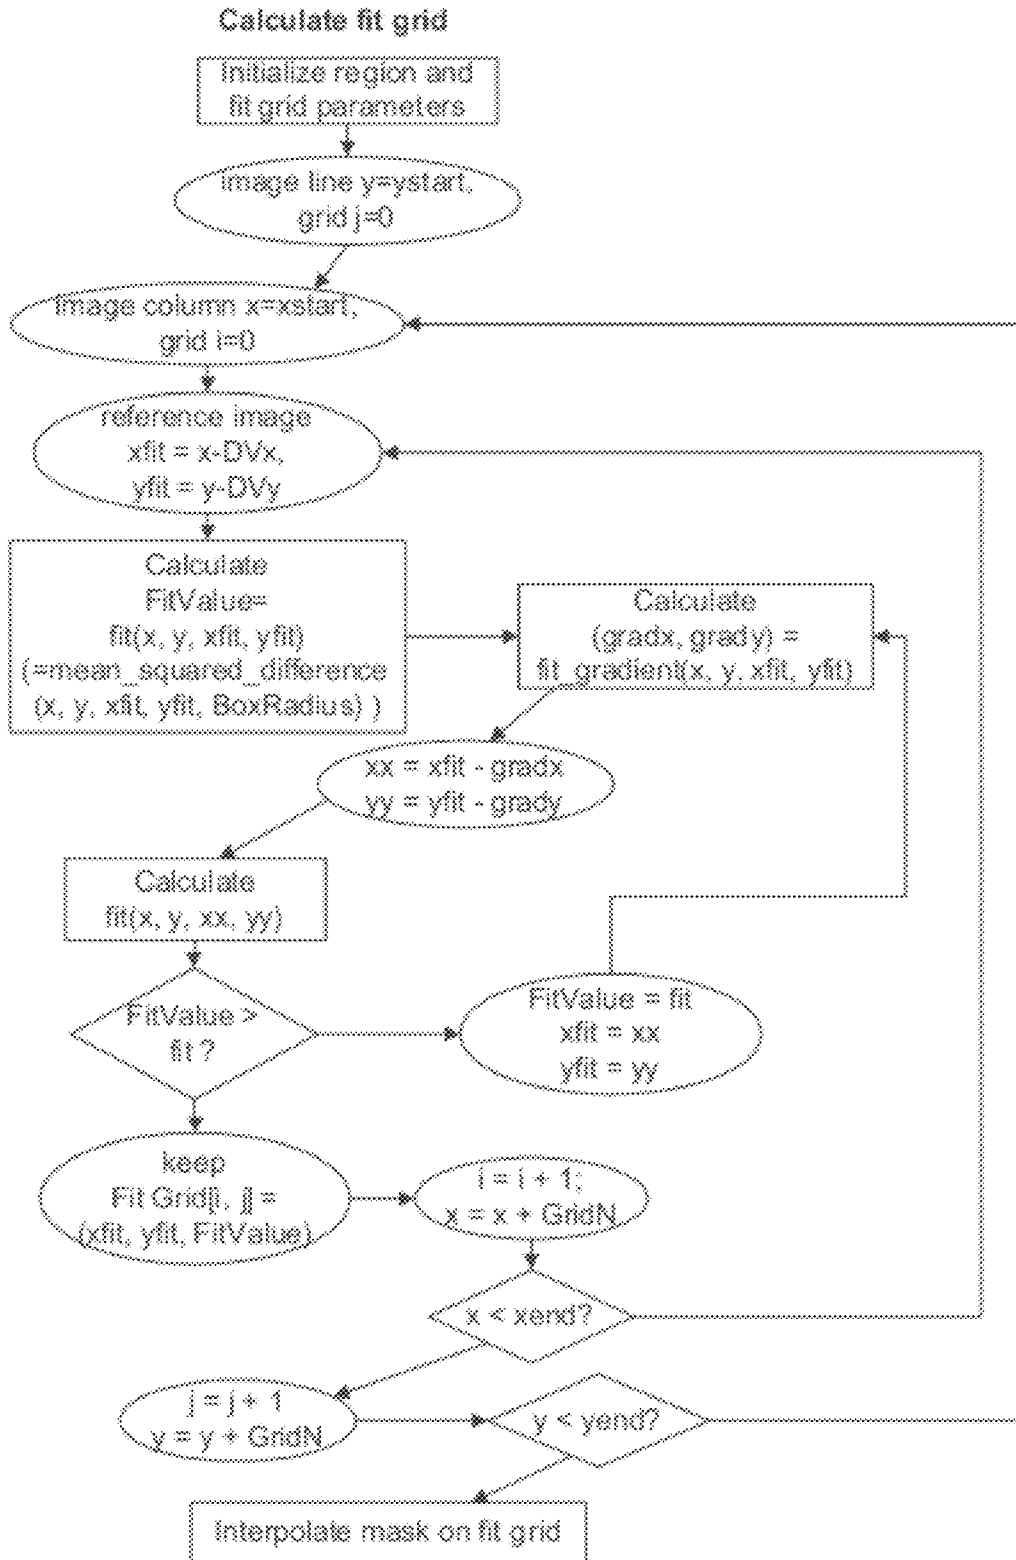 Calculate fit grid
Initialize region and
fit grid parameters
image line y=ystart,
grid j=0
image column x=xstart,
grid i=0
reference image
xfit = x-DVx,
yfit = y-DVy
Calculate
FitValue=
fit(x, y, xfit, yfit)
(=mean_squared_difference
(x, y, xfit, yfit, BoxRadius) )
Calculate
(gradx, grady) =
fit_gradient(x, y, xfit, yfit)
xx = xfit - gradx
yy = yfit - grady
Calculate
fit(x, y, xx, yy)
FitValue >
fit ?
FitValue = fit
xfit = xx
yfit = yy
keep
Fit Grid[i, j] =
(xfit, yfit, FitValue)
i = i + 1;
x = x + GridN
x < xend?
j = j + 1
y = y + GridN
y < yend?
Interpolate mask on fit grid